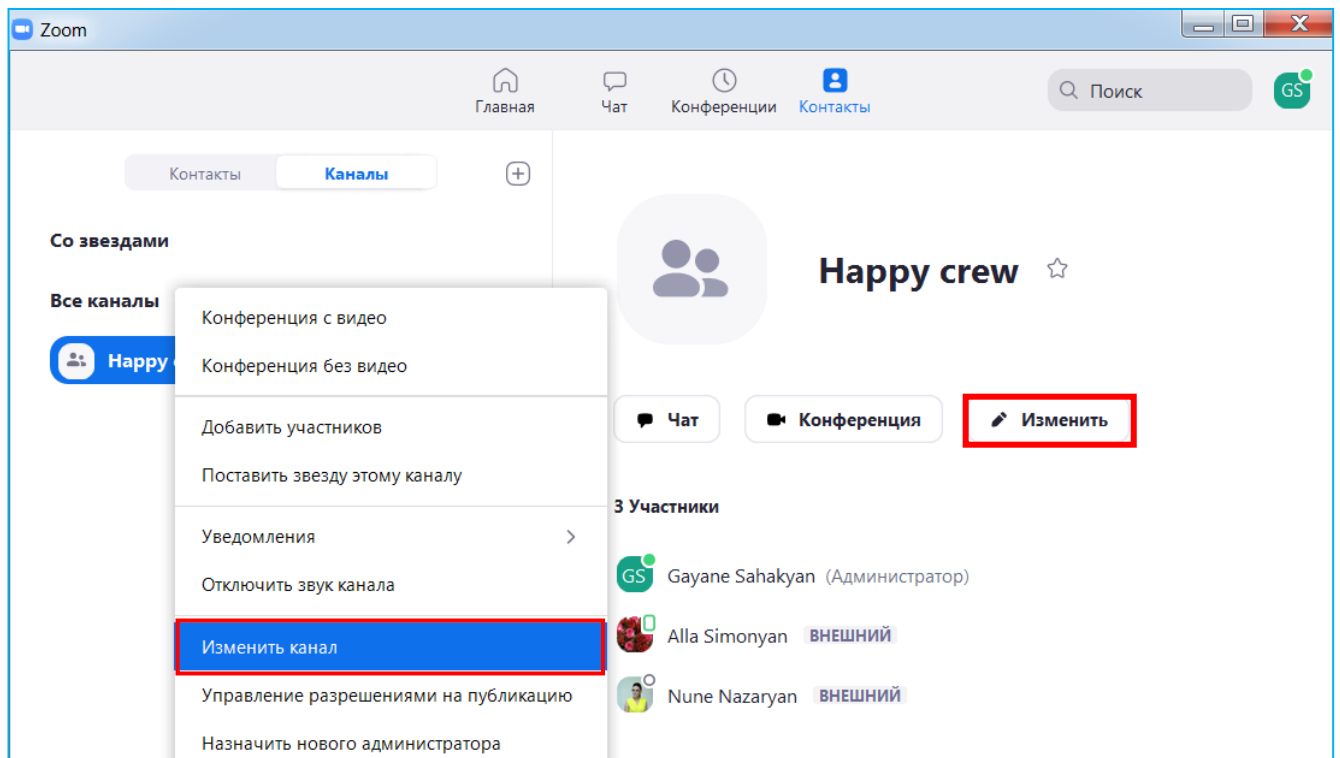 Zoom
Главная
Чат
Конференции
Контакты
Поиск
GS
Контакты
Каналы
Со звездами
Все каналы
Happy
Конференция с видео
Конференция без видео
Добавить участников
Поставить звезду этому каналу
Уведомления
Отключить звук канала
Изменить канал
Управление разрешениями на публикацию
Назначить нового администратора
Happy crew
Чат
Конференция
Изменить
3 Участники
GS Gayane Sahakyan (Администратор)
Alla Simonyan ВНЕШНИЙ
Nune Nazaryan ВНЕШНИЙ